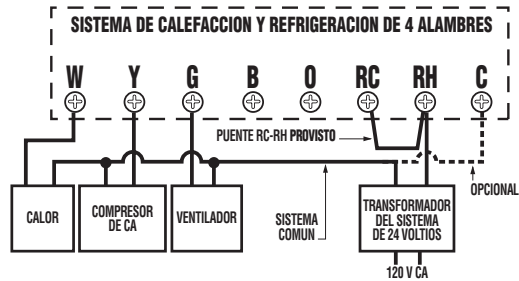 SISTEMA DE CALEFACCION Y REFRIGERACION DE 4 ALAMBRES
W Y G B O RC RH C
PUENTE RC-RH PROVISTO
OPCIONAL
CALOR
COMPRESOR
DE CA
VENTILADOR
SISTEMA
COMUN
TRANSFORMADOR
DEL SISTEMA
DE 24 VOLTIOS
120 V CA